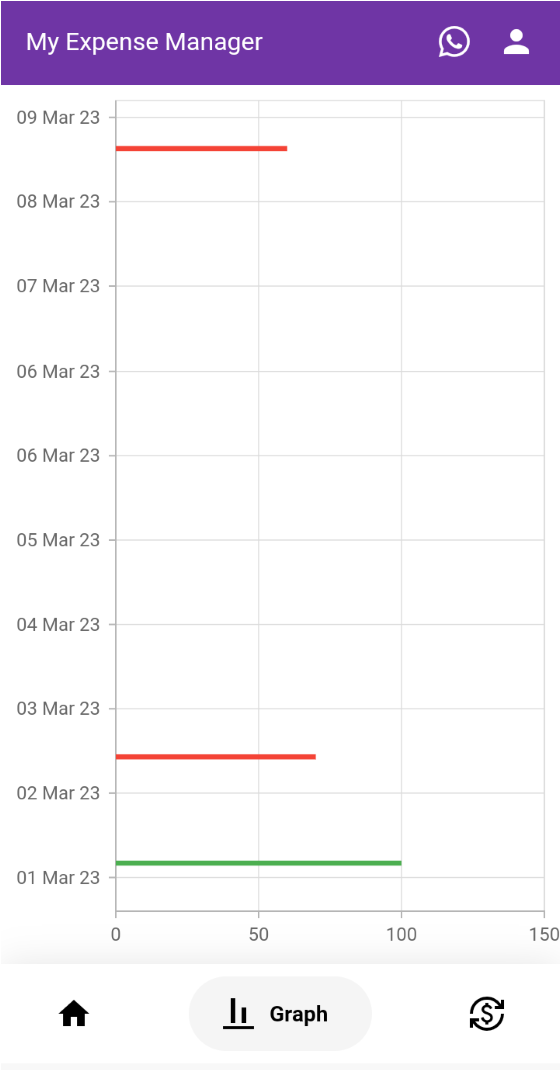 My Expense Manager
09 Mar 23
08 Mar 23
07 Mar 23
06 Mar 23
06 Mar 23
05 Mar 23
04 Mar 23
03 Mar 23
02 Mar 23
01 Mar 23
0 50 100 150
Graph